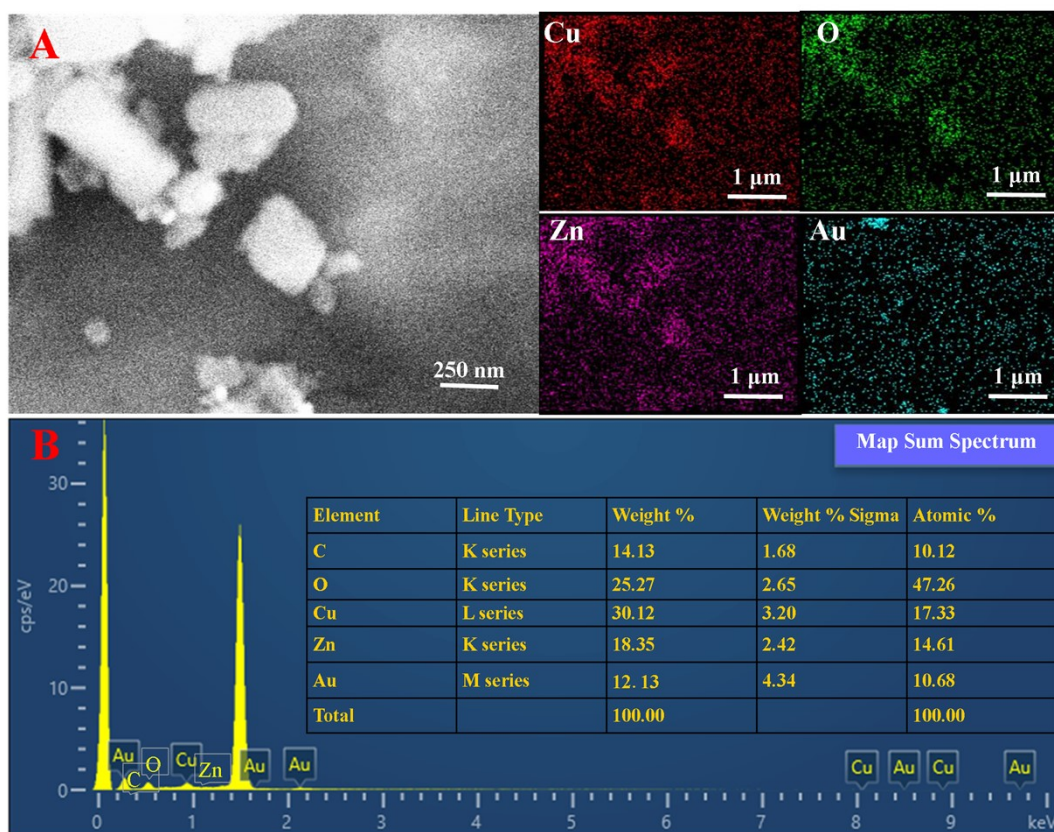 A
250 nm
Cu
1 µm
O
1 µm
Zn
1 µm
Au
1 µm
B
Map Sum Spectrum
Element Line Type Weight % Weight % Sigma Atomic %
C K series 14.13 1.68 10.12
O K series 25.27 2.65 47.26
Cu L series 30.12 3.20 17.33
Zn K series 18.35 2.42 14.61
Au M series 12.13 4.34 10.68
Total 100.00 100.00
cps/eV
30
20
10
0
Au C O Cu Zn Au Au Cu Au Cu Au
0 1 2 3 4 5 6 7 8 9 keV